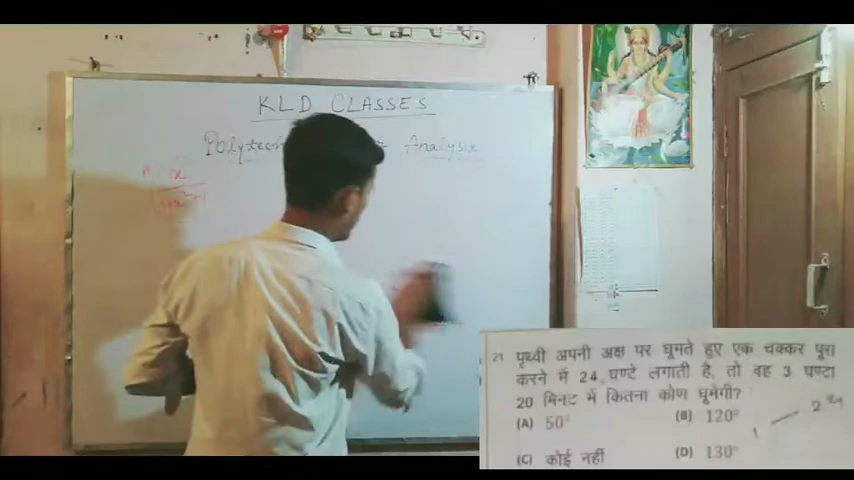 KLD CLASSES
Analysis
21 पृथ्वी अपनी अक्ष पर घूमते हुए एक चक्कर पूरा
करने में 24 घण्टे लगाती है, तो वह 3 घण्टा
20 मिनट में कितना कोण घूमेगी?
(A) 50° (B) 120°
(C) कोई नहीं (D) 130°